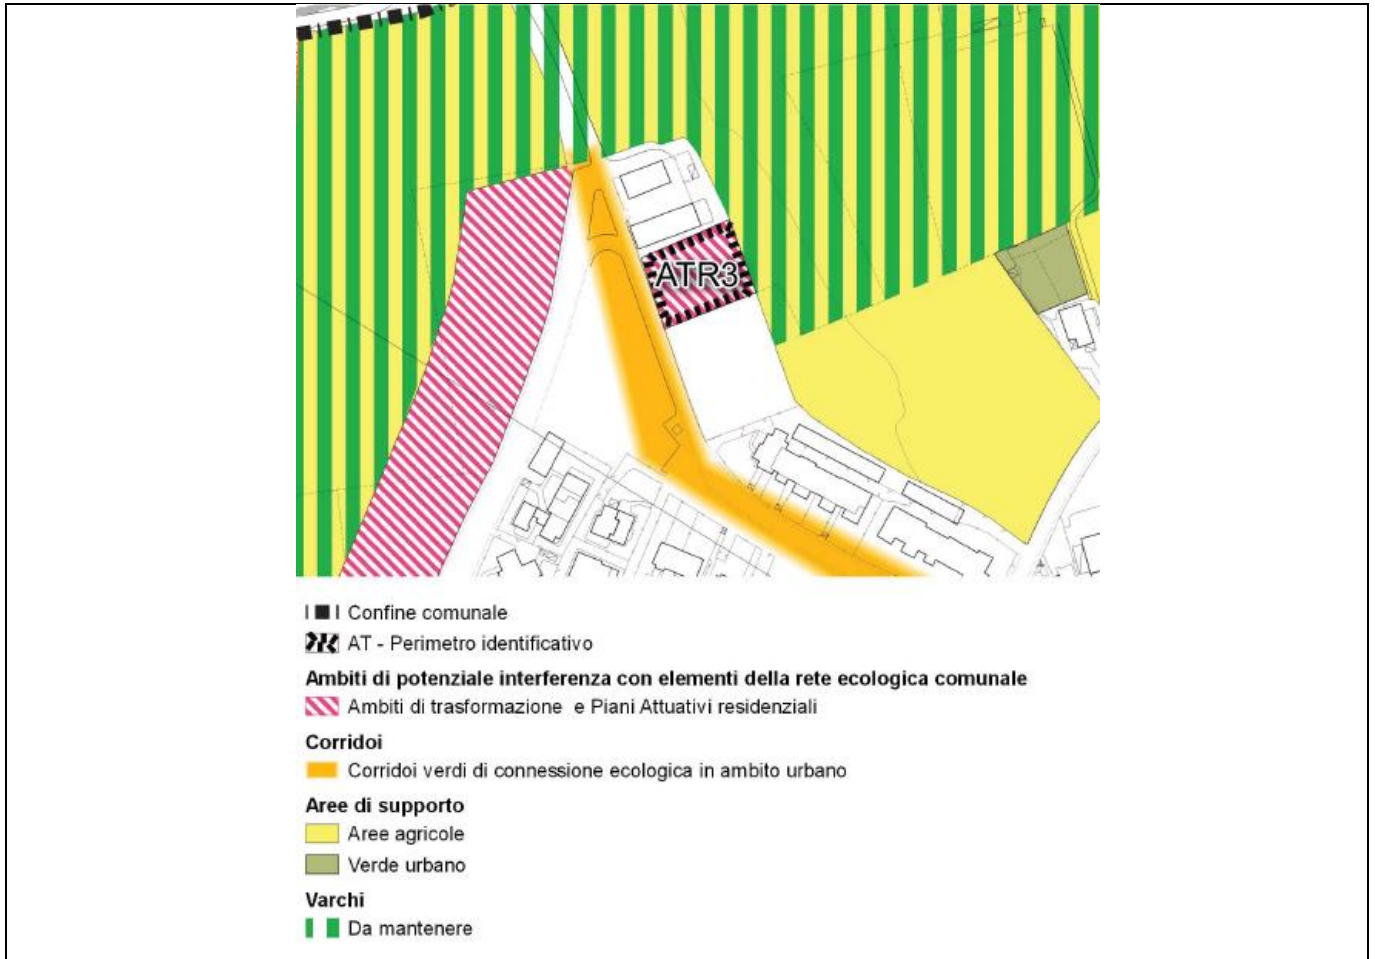 ATR3
Confine comunale
AT - Perimetro identificativo
Ambiti di potenziale interferenza con elementi della rete ecologica comunale
Ambiti di trasformazione e Piani Attuativi residenziali
Corridoi
Corridoi verdi di connessione ecologica in ambito urbano
Aree di supporto
Aree agricole
Verde urbano
Varchi
Da mantenere